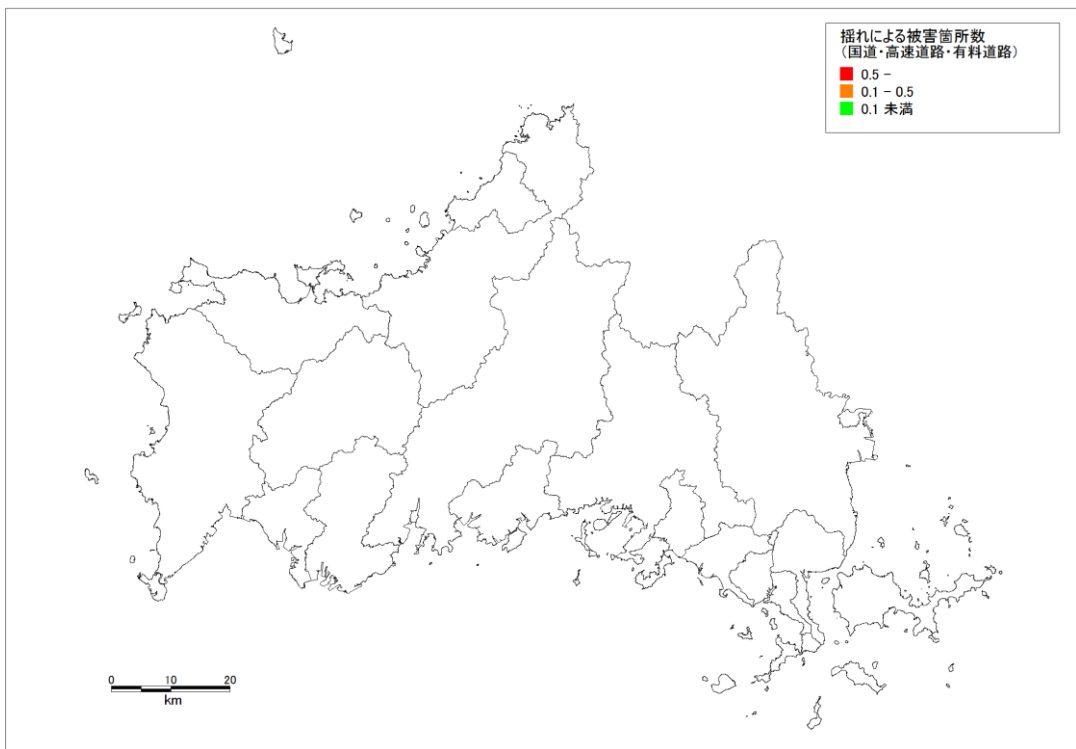 揺れによる被害箇所数
（国道・高速道路・有料道路）
0.5 -
0.1 - 0.5
0.1 未満
0 10 20
km